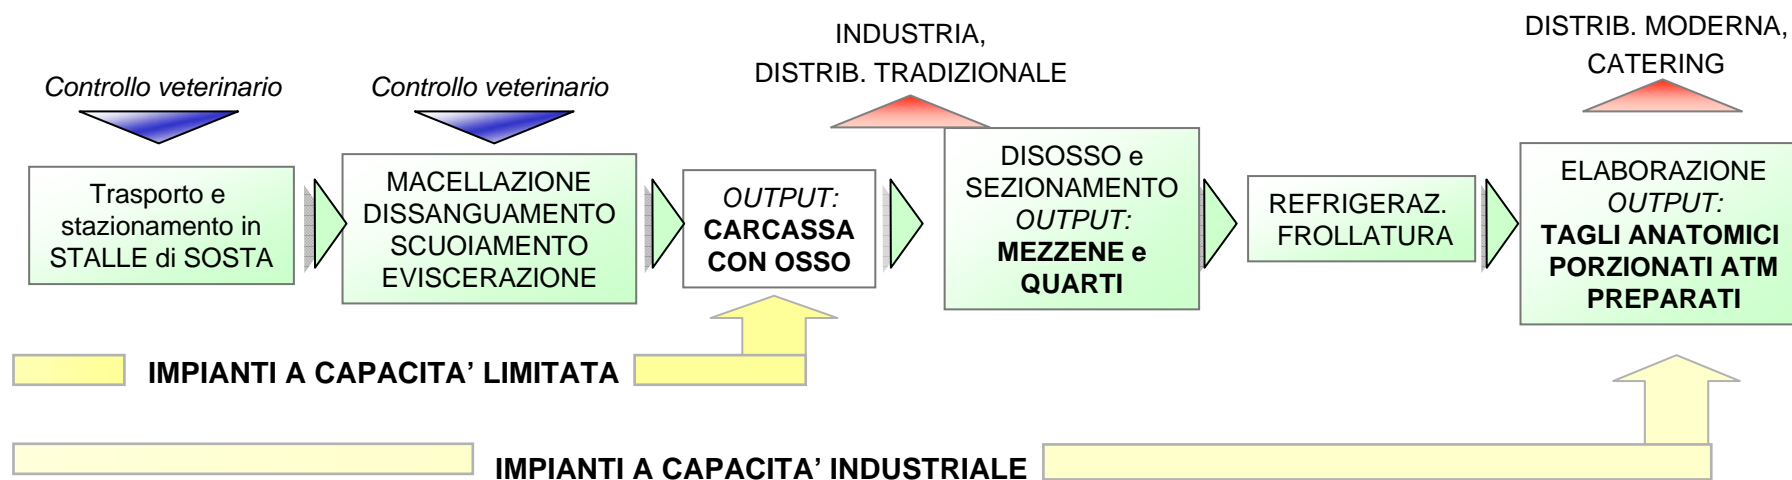 INDUSTRIA,
DISTRIB. TRADIZIONALE
DISTRIB. MODERNA,
CATERING
Controllo veterinario
Controllo veterinario
Trasporto e
stazionamento in
STALLE di SOSTA
MACELLAZIONE
DISSANGUAMENTO
SCUOIAMENTO
EVISCERAZIONE
OUTPUT:
CARCASSA
CON OSSO
DISOSSO e
SEZIONAMENTO
OUTPUT:
MEZZENE e
QUARTI
REFRIGERAZ.
FROLLATURA
ELABORAZIONE
OUTPUT:
TAGLI ANATOMICI
PORZIONATI ATM
PREPARATI
IMPIANTI A CAPACITA’ LIMITATA
IMPIANTI A CAPACITA’ INDUSTRIALE